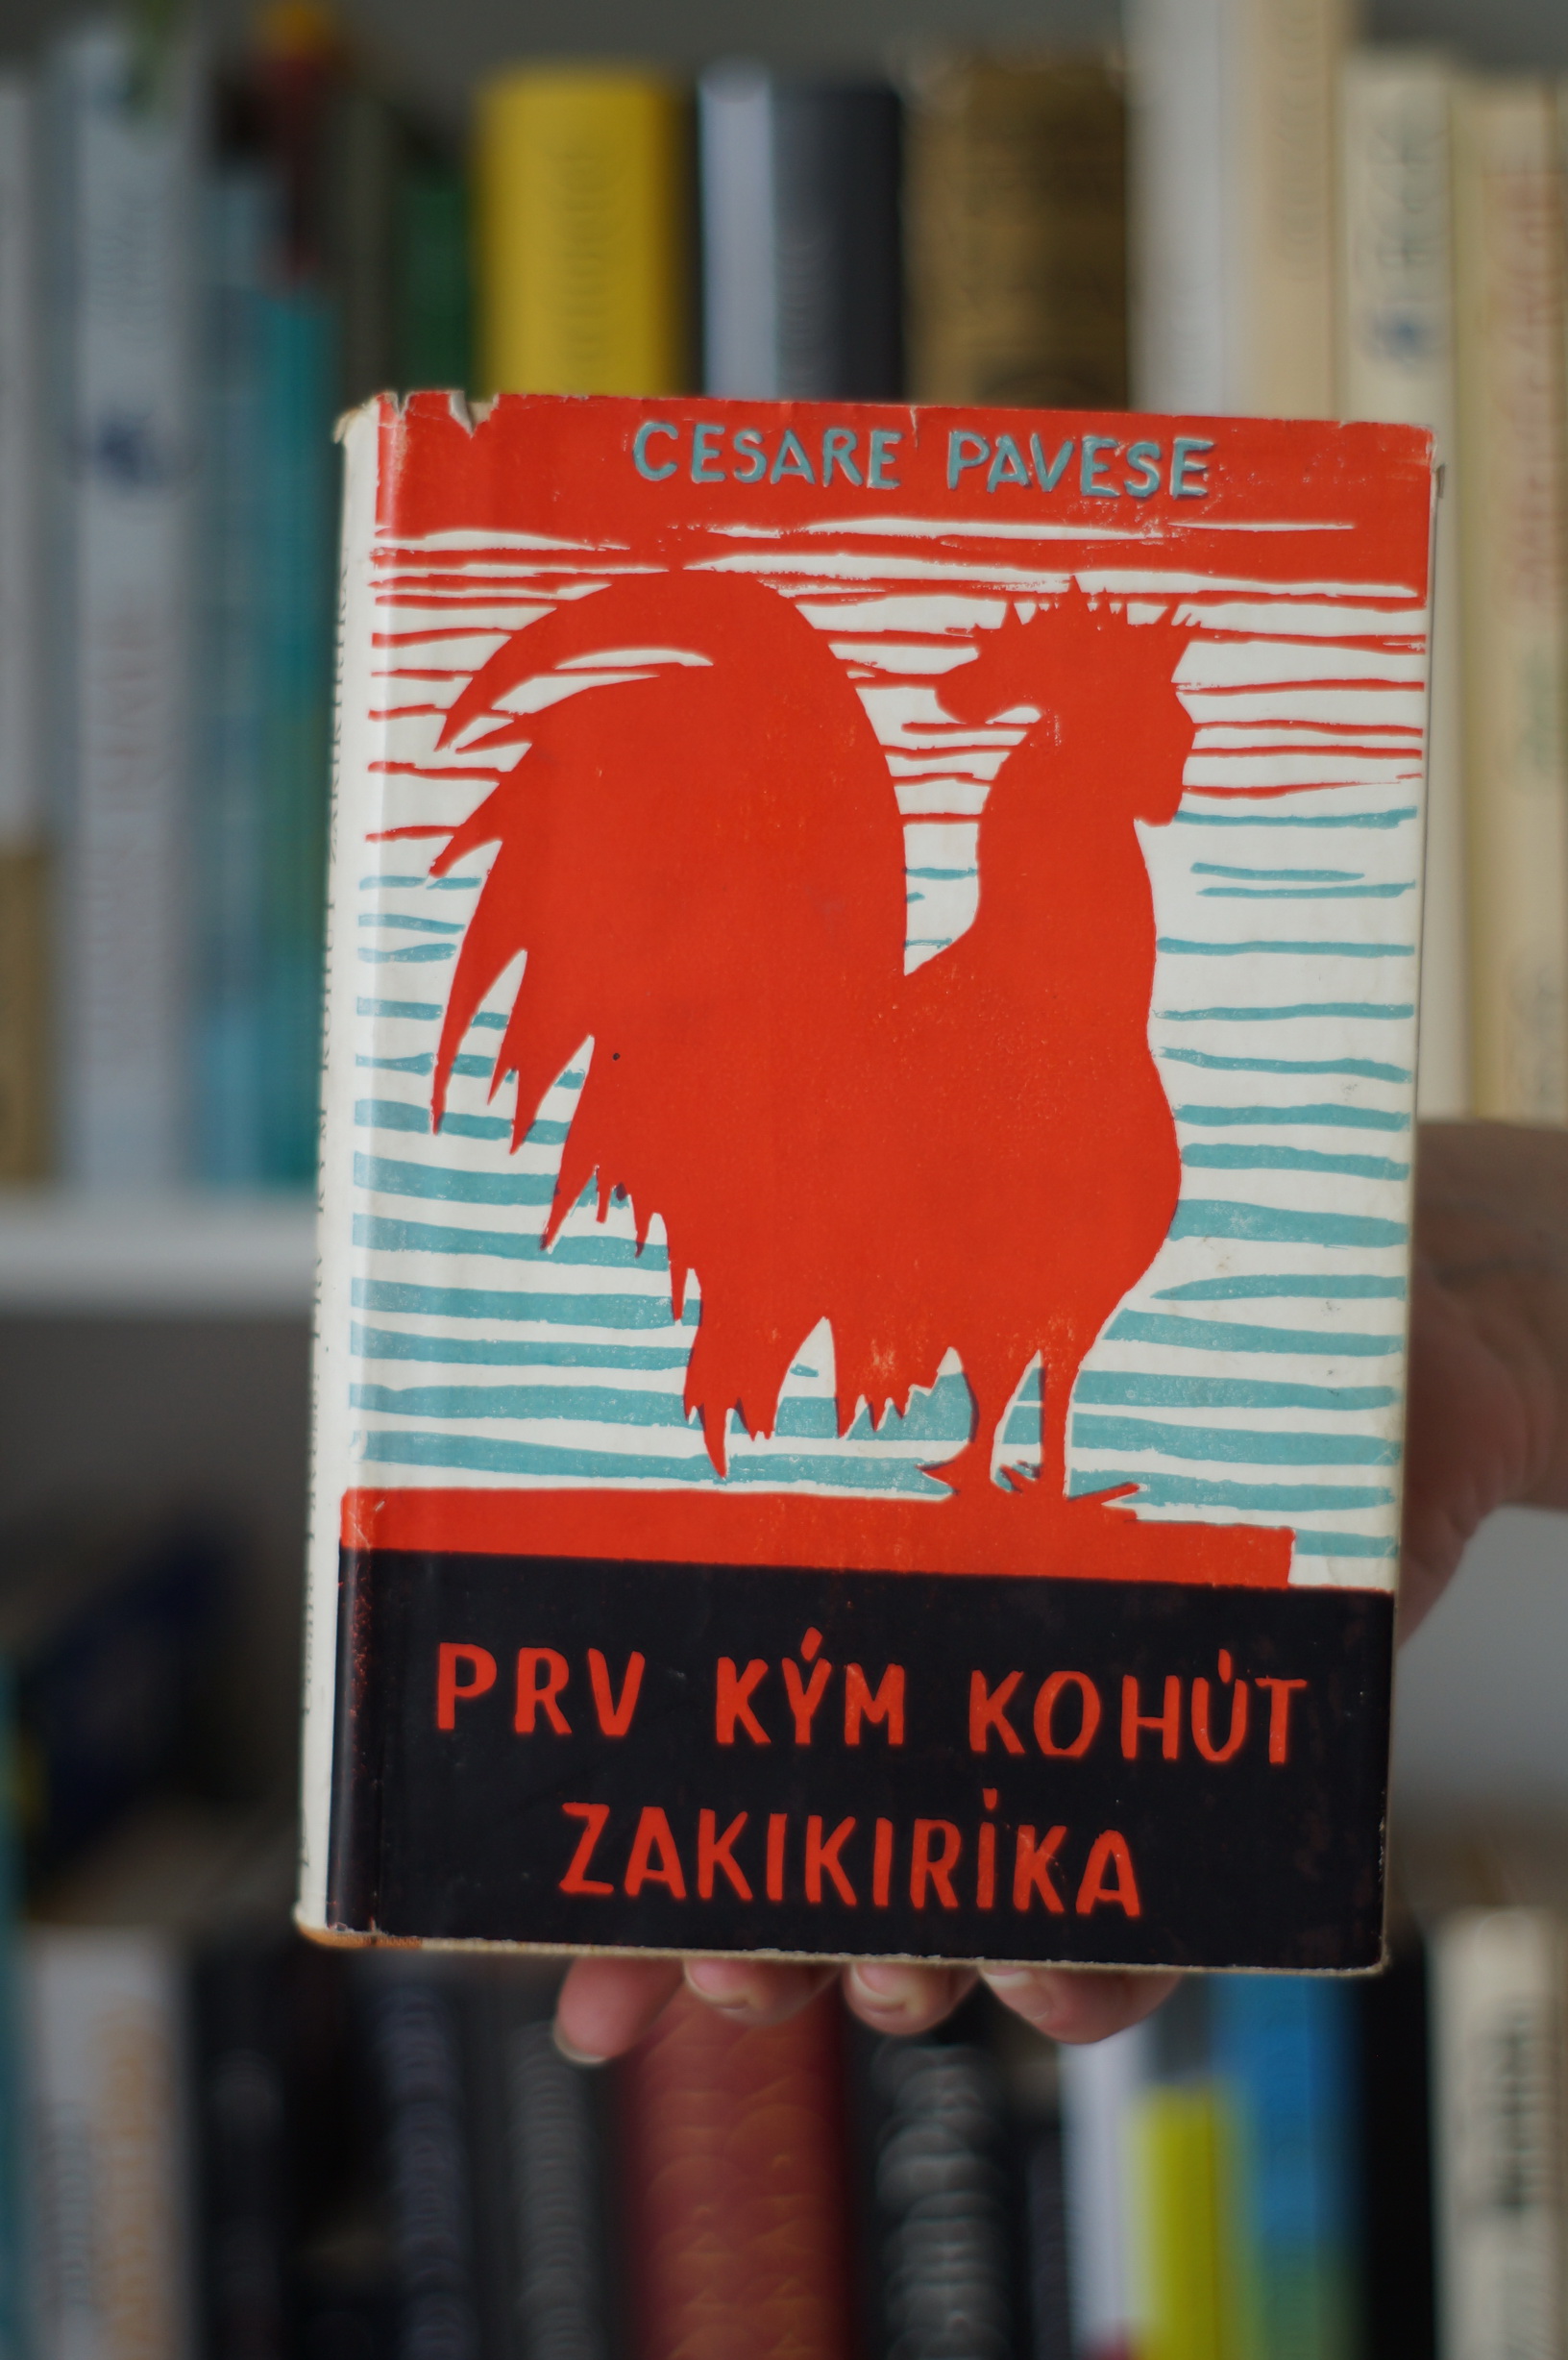 CESARE PAVESE
PRV KÝM KOHÚT
ZAKIKIRÍKA